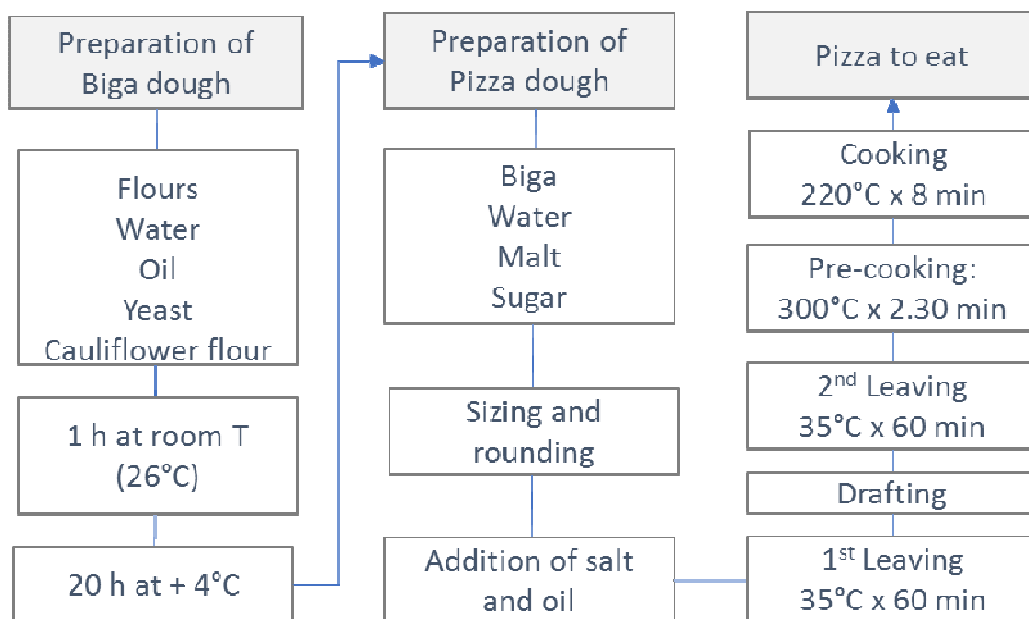 Preparation of
Biga dough
Flours
Water
Oil
Yeast
Cauliflower flour
1 h at room T
(26°C)
20 h at + 4°C
Preparation of
Pizza dough
Biga
Water
Malt
Sugar
Sizing and
rounding
Addition of salt
and oil
Pizza to eat
Cooking
220°C x 8 min
Pre-cooking:
300°C x 2.30 min
2nd Leaving
35°C x 60 min
Drafting
1st Leaving
35°C x 60 min